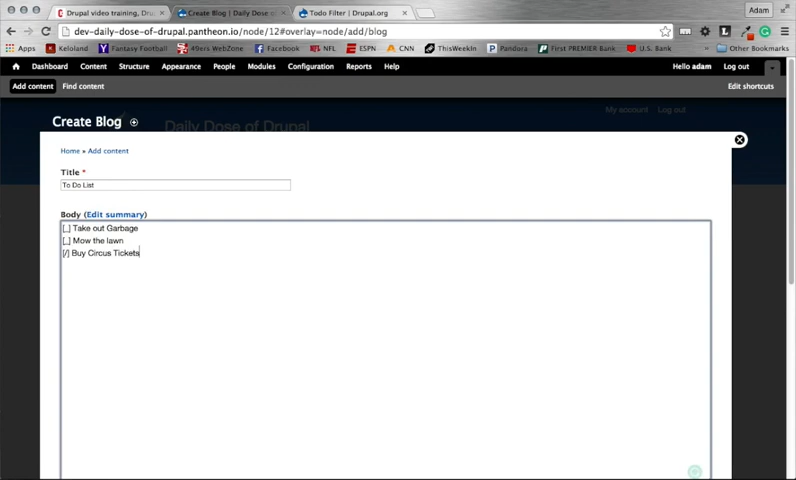 Drupal video training, Dru
Create Blog | Daily Dose of
Todo Filter | Drupal.org
Adam
dev-daily-dose-of-drupal.pantheon.io/node/12#overlay=node/add/blog
Apps
Keloland
Fantasy Football
49ers WebZone
Facebook
NFL
ESPN
CNN
ThisWeekIn
Pandora
First PREMIER Bank
U.S. Bank
Other Bookmarks
Dashboard Content Structure Appearance People Modules Configuration Reports Help
Hello adam Log out
Add content Find content
Edit shortcuts
My account Log out
Create Blog
Daily Dose of Drupal
Home » Add content
Title *
To Do List
Body (Edit summary)
[_] Take out Garbage
[_] Mow the lawn
[/] Buy Circus Tickets